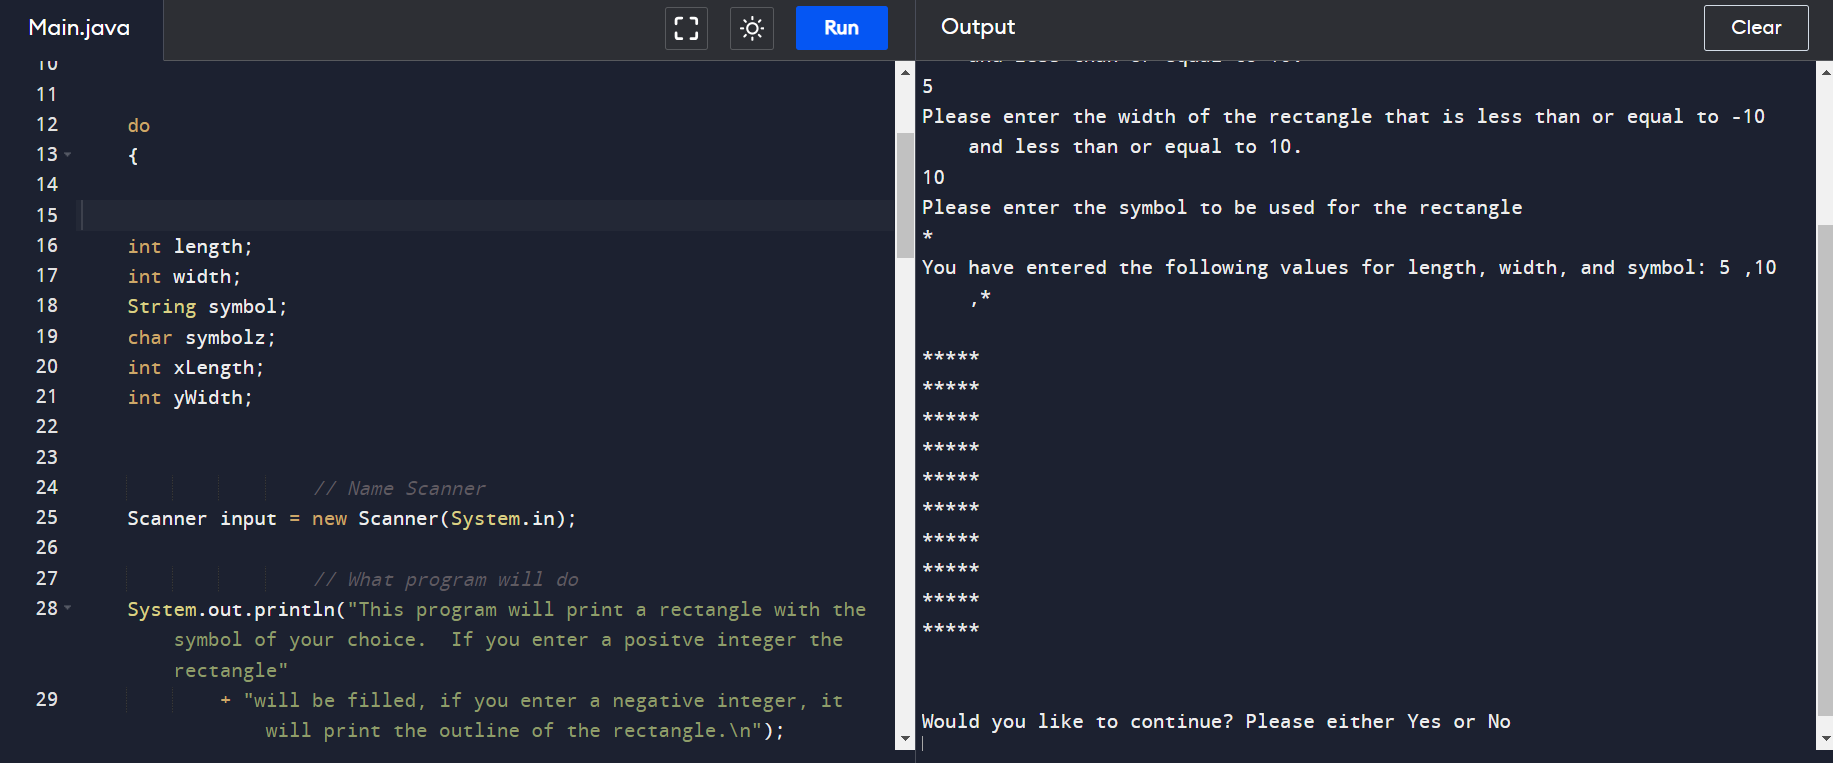 Main.java
Run
10
11
12 do
13 {
14
15
16 int length;
17 int width;
18 String symbol;
19 char symbolz;
20 int xLength;
21 int yWidth;
22
23
24 // Name Scanner
25 Scanner input = new Scanner(System.in);
26
27 // What program will do
28 System.out.println("This program will print a rectangle with the
symbol of your choice.  If you enter a positve integer the
rectangle"
29 + "will be filled, if you enter a negative integer, it
will print the outline of the rectangle.\n");
Output
Clear
and less than or equal to 10.
5
Please enter the width of the rectangle that is less than or equal to -10
and less than or equal to 10.
10
Please enter the symbol to be used for the rectangle
*
You have entered the following values for length, width, and symbol: 5 ,10
,*
*****
*****
*****
*****
*****
*****
*****
*****
*****
*****
Would you like to continue? Please either Yes or No